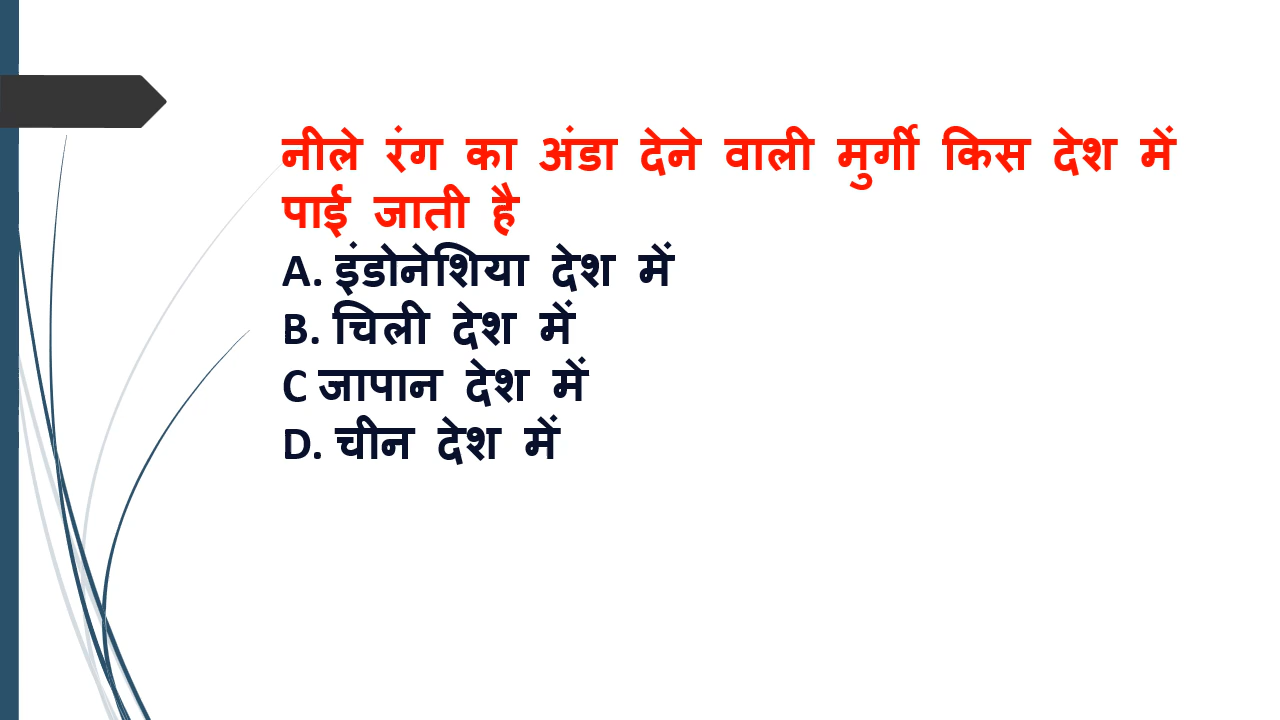 नीले रंग का अंडा देने वाली मुर्गी किस देश में
पाई जाती है
A. इंडोनेशिया देश में
B. चिली देश में
C जापान देश में
D. चीन देश में